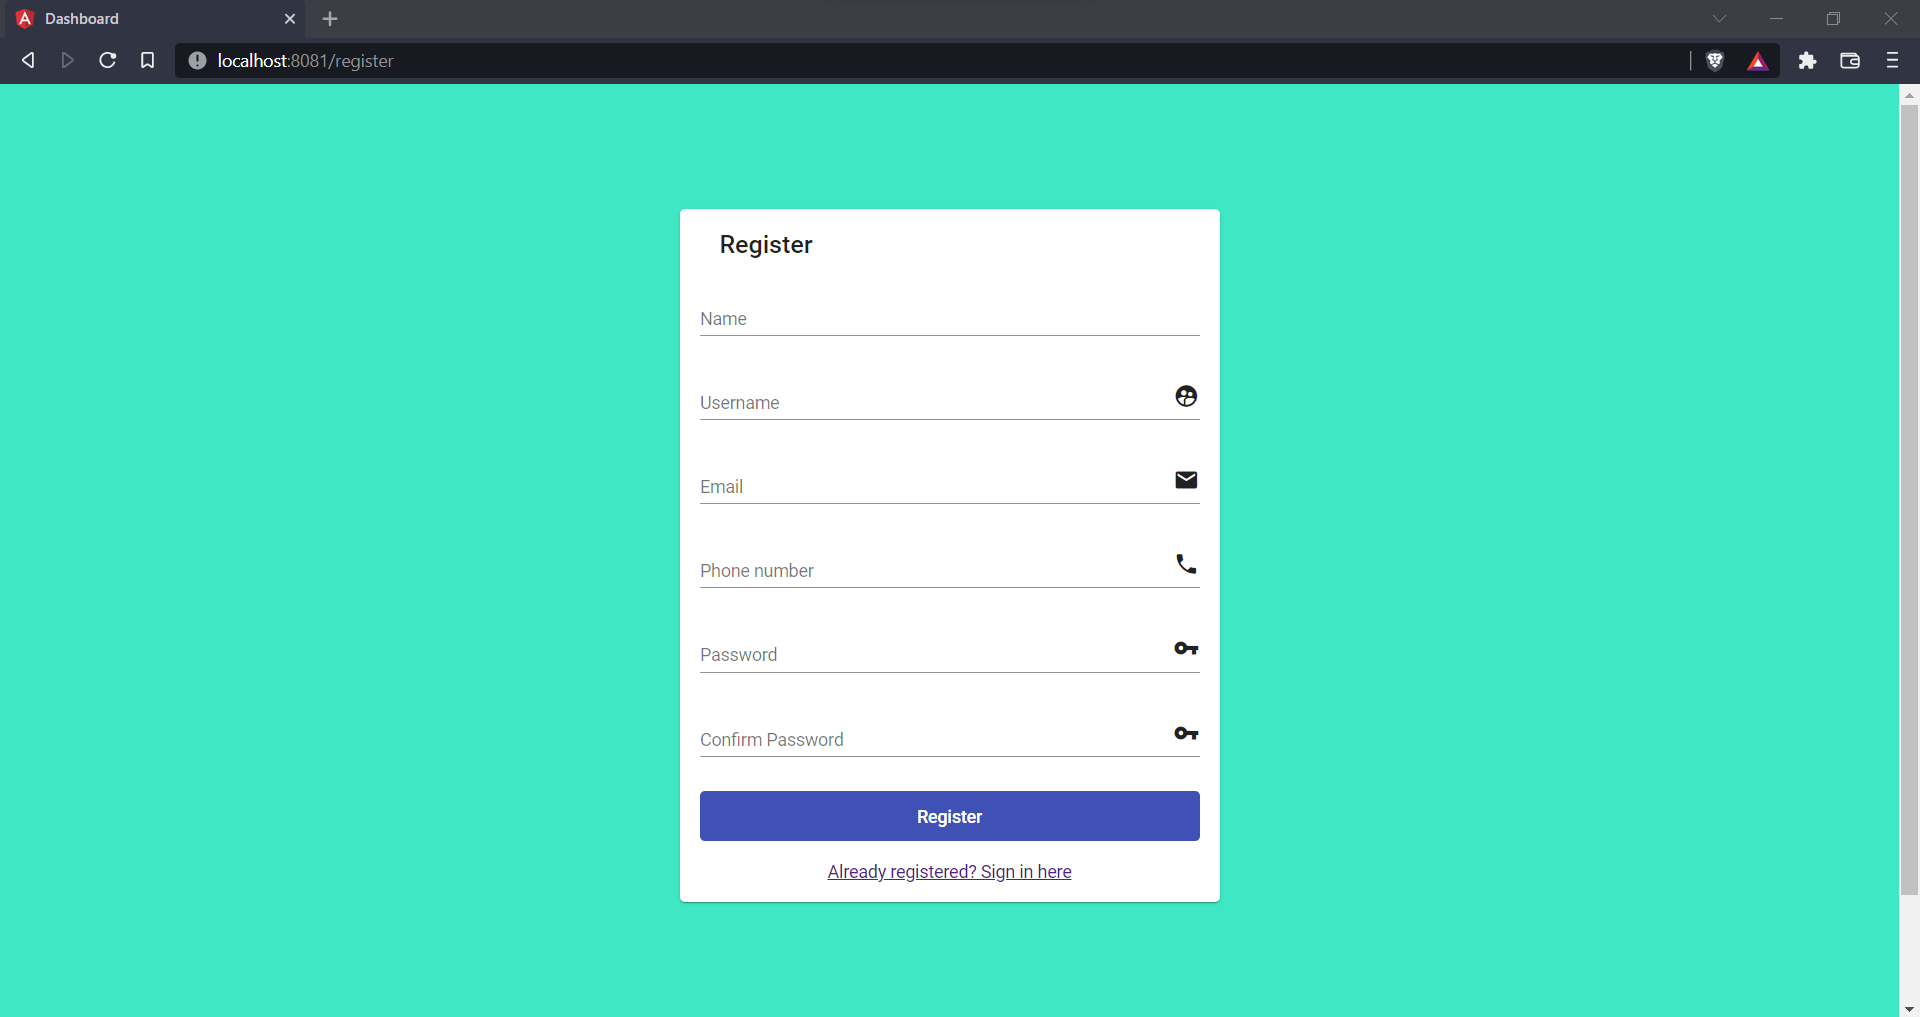 Dashboard
localhost:8081/register
Register
Name
Username
Email
Phone number
Password
Confirm Password
Register
Already registered? Sign in here